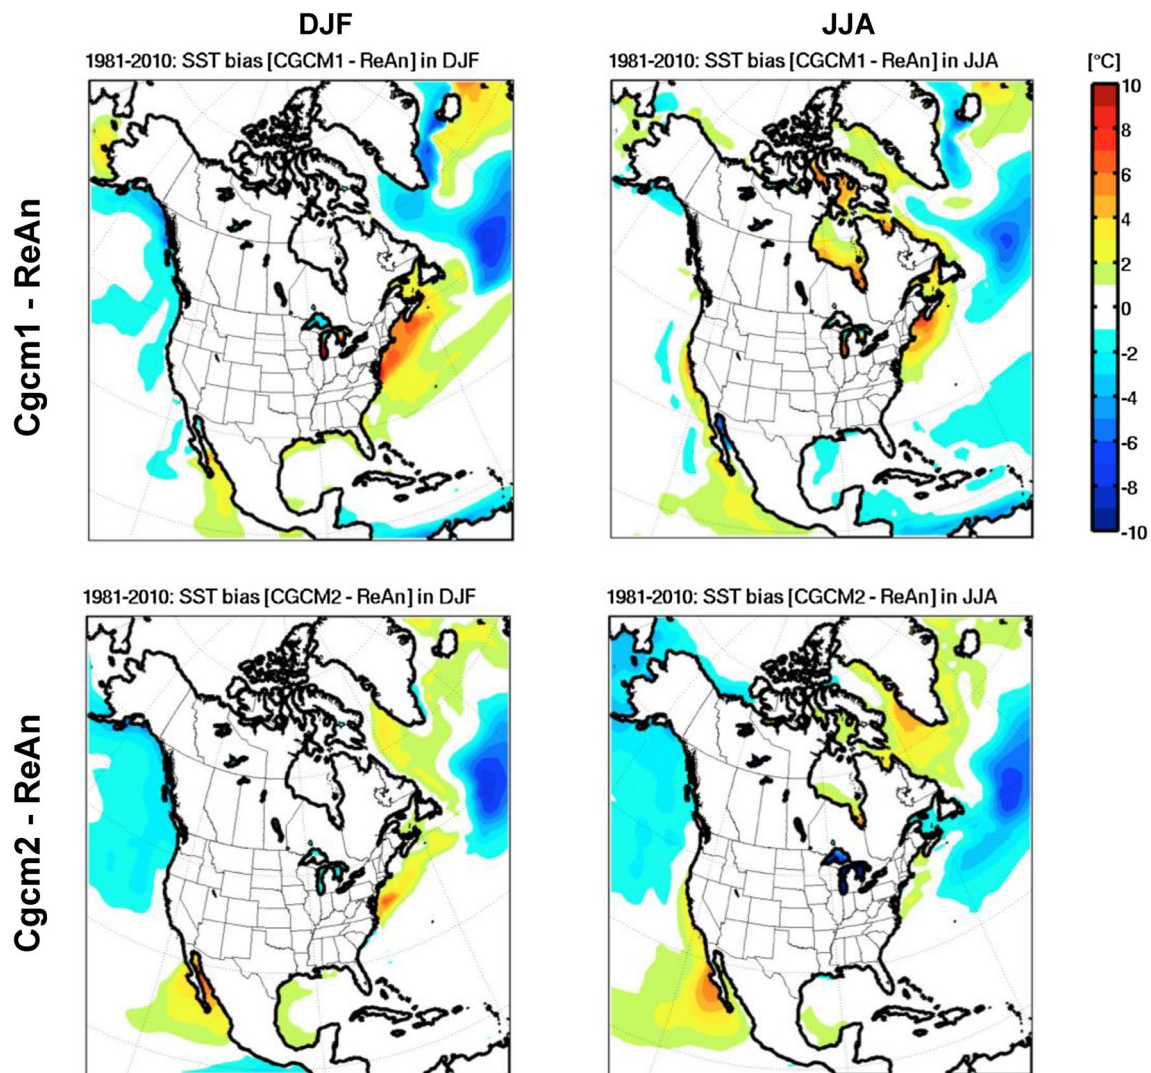 DJF
JJA
1981-2010: SST bias [CGCM1 - ReAn] in DJF
1981-2010: SST bias [CGCM1 - ReAn] in JJA
[°C]
10
8
6
4
2
0
-2
-4
-6
-8
-10
Cgcm1 - ReAn
1981-2010: SST bias [CGCM2 - ReAn] in DJF
1981-2010: SST bias [CGCM2 - ReAn] in JJA
Cgcm2 - ReAn